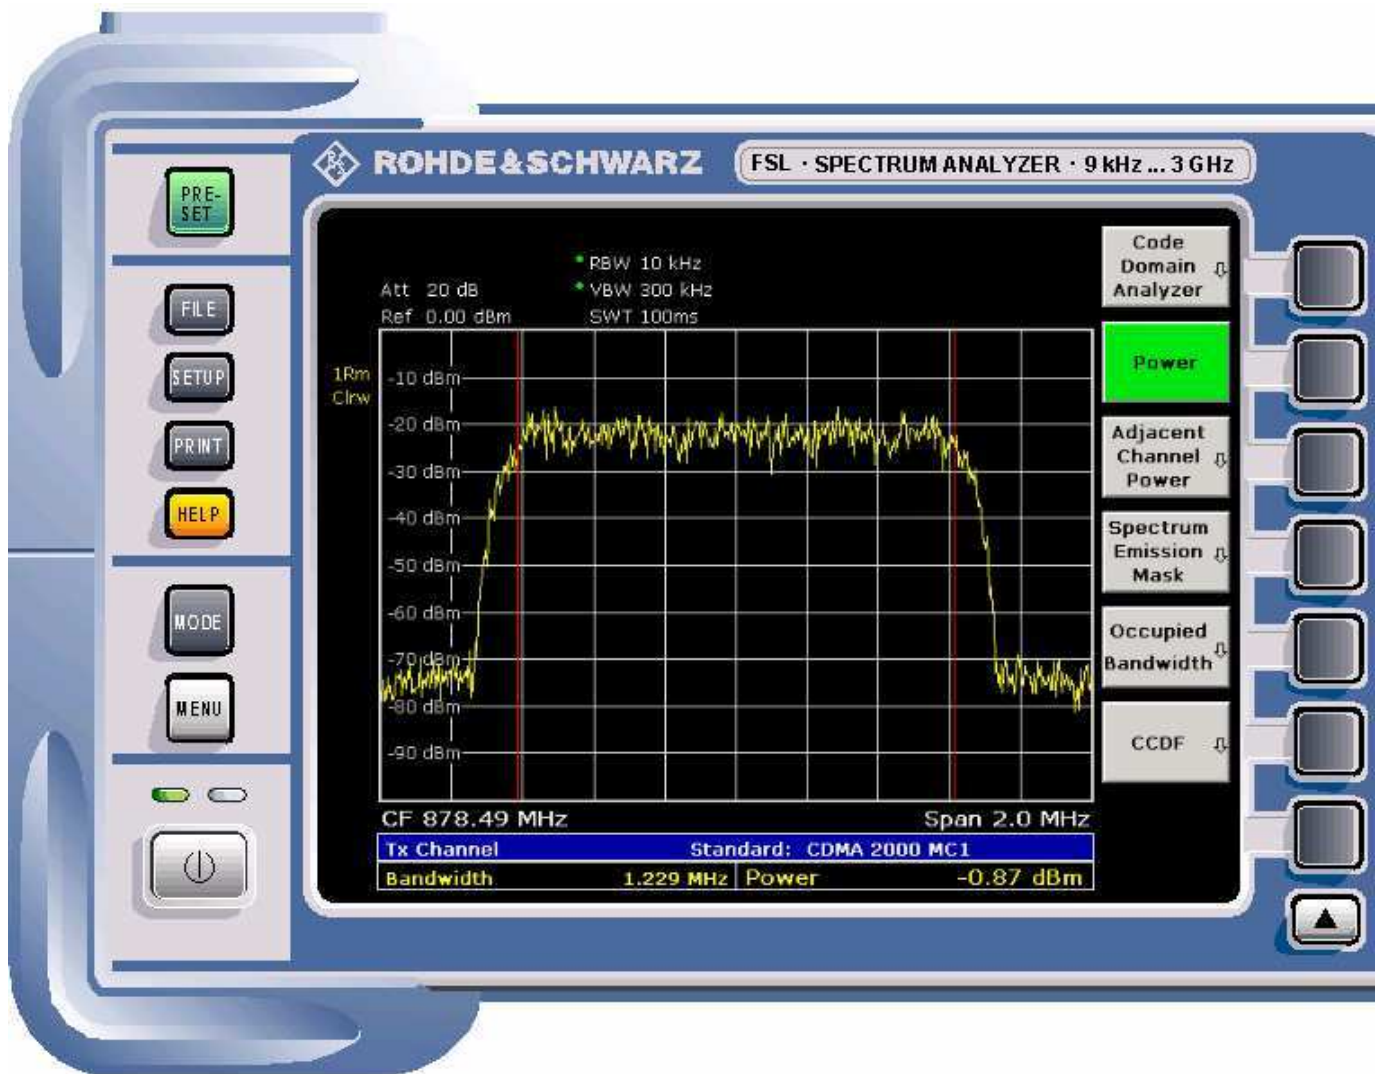 ROHDE&SCHWARZ
FSL · SPECTRUM ANALYZER · 9 kHz ... 3 GHz
PRE-
SET
FILE
SETUP
PRINT
HELP
MODE
MENU
* RBW 10 kHz
Att 20 dB
* VBW 300 kHz
Ref 0.00 dBm
SWT 100ms
1Rm
Clrw
-10 dBm
-20 dBm
-30 dBm
-40 dBm
-50 dBm
-60 dBm
-70 dBm
-80 dBm
-90 dBm
CF 878.49 MHz
Span 2.0 MHz
Tx Channel
Standard: CDMA 2000 MC1
Bandwidth
1.229 MHz
Power
-0.87 dBm
Code
Domain
Analyzer
Power
Adjacent
Channel
Power
Spectrum
Emission
Mask
Occupied
Bandwidth
CCDF